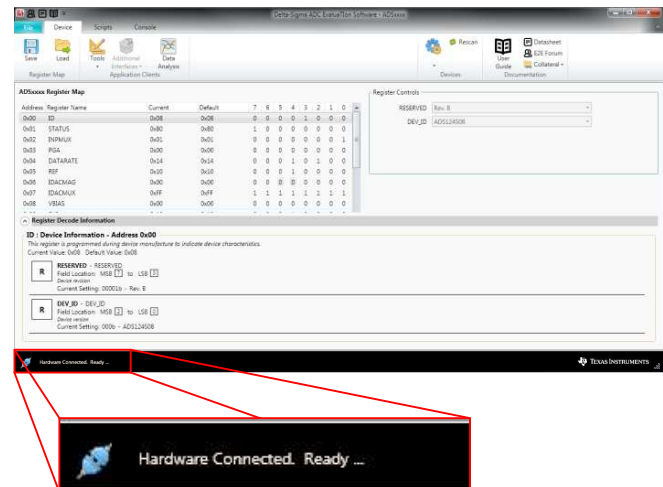 Delta-Sigma ADC Evaluation Software - ADSxxxx
File Device Scripts Console
Save Load Tools Additional Interfaces Data Analysis Rescan User Guide Datasheet E2E Forum Collateral
Register Map Application Clients Devices Documentation
ADSxxxx Register Map
Address Register Name Current Default 7 6 5 4 3 2 1 0
0x00 ID 0x08 0x08 0 0 0 0 1 0 0 0
0x01 STATUS 0x80 0x80 1 0 0 0 0 0 0 0
0x02 INPMUX 0x01 0x01 0 0 0 0 0 0 0 1
0x03 PGA 0x00 0x00 0 0 0 0 0 0 0 0
0x04 DATARATE 0x14 0x14 0 0 0 1 0 1 0 0
0x05 REF 0x10 0x10 0 0 0 1 0 0 0 0
0x06 IDACMAG 0x00 0x00 0 0 0 0 0 0 0 0
0x07 IDACMUX 0xFF 0xFF 1 1 1 1 1 1 1 1
0x08 VBIAS 0x00 0x00 0 0 0 0 0 0 0 0
Register Controls
RESERVED Rev. B
DEV_ID ADS124S08
Register Decode Information
ID : Device Information - Address 0x00
This register is programmed during device manufacture to indicate device characteristics.
Current Value: 0x08 Default Value: 0x08
R
RESERVED - RESERVED
Field Location: MSB 7 to LSB 3
Device revision
Current Setting: 00001b - Rev. B
R
DEV_ID - DEV_ID
Field Location: MSB 2 to LSB 0
Device version
Current Setting: 000b - ADS124S08
Hardware Connected. Ready ...
TEXAS INSTRUMENTS
Hardware Connected. Ready ...